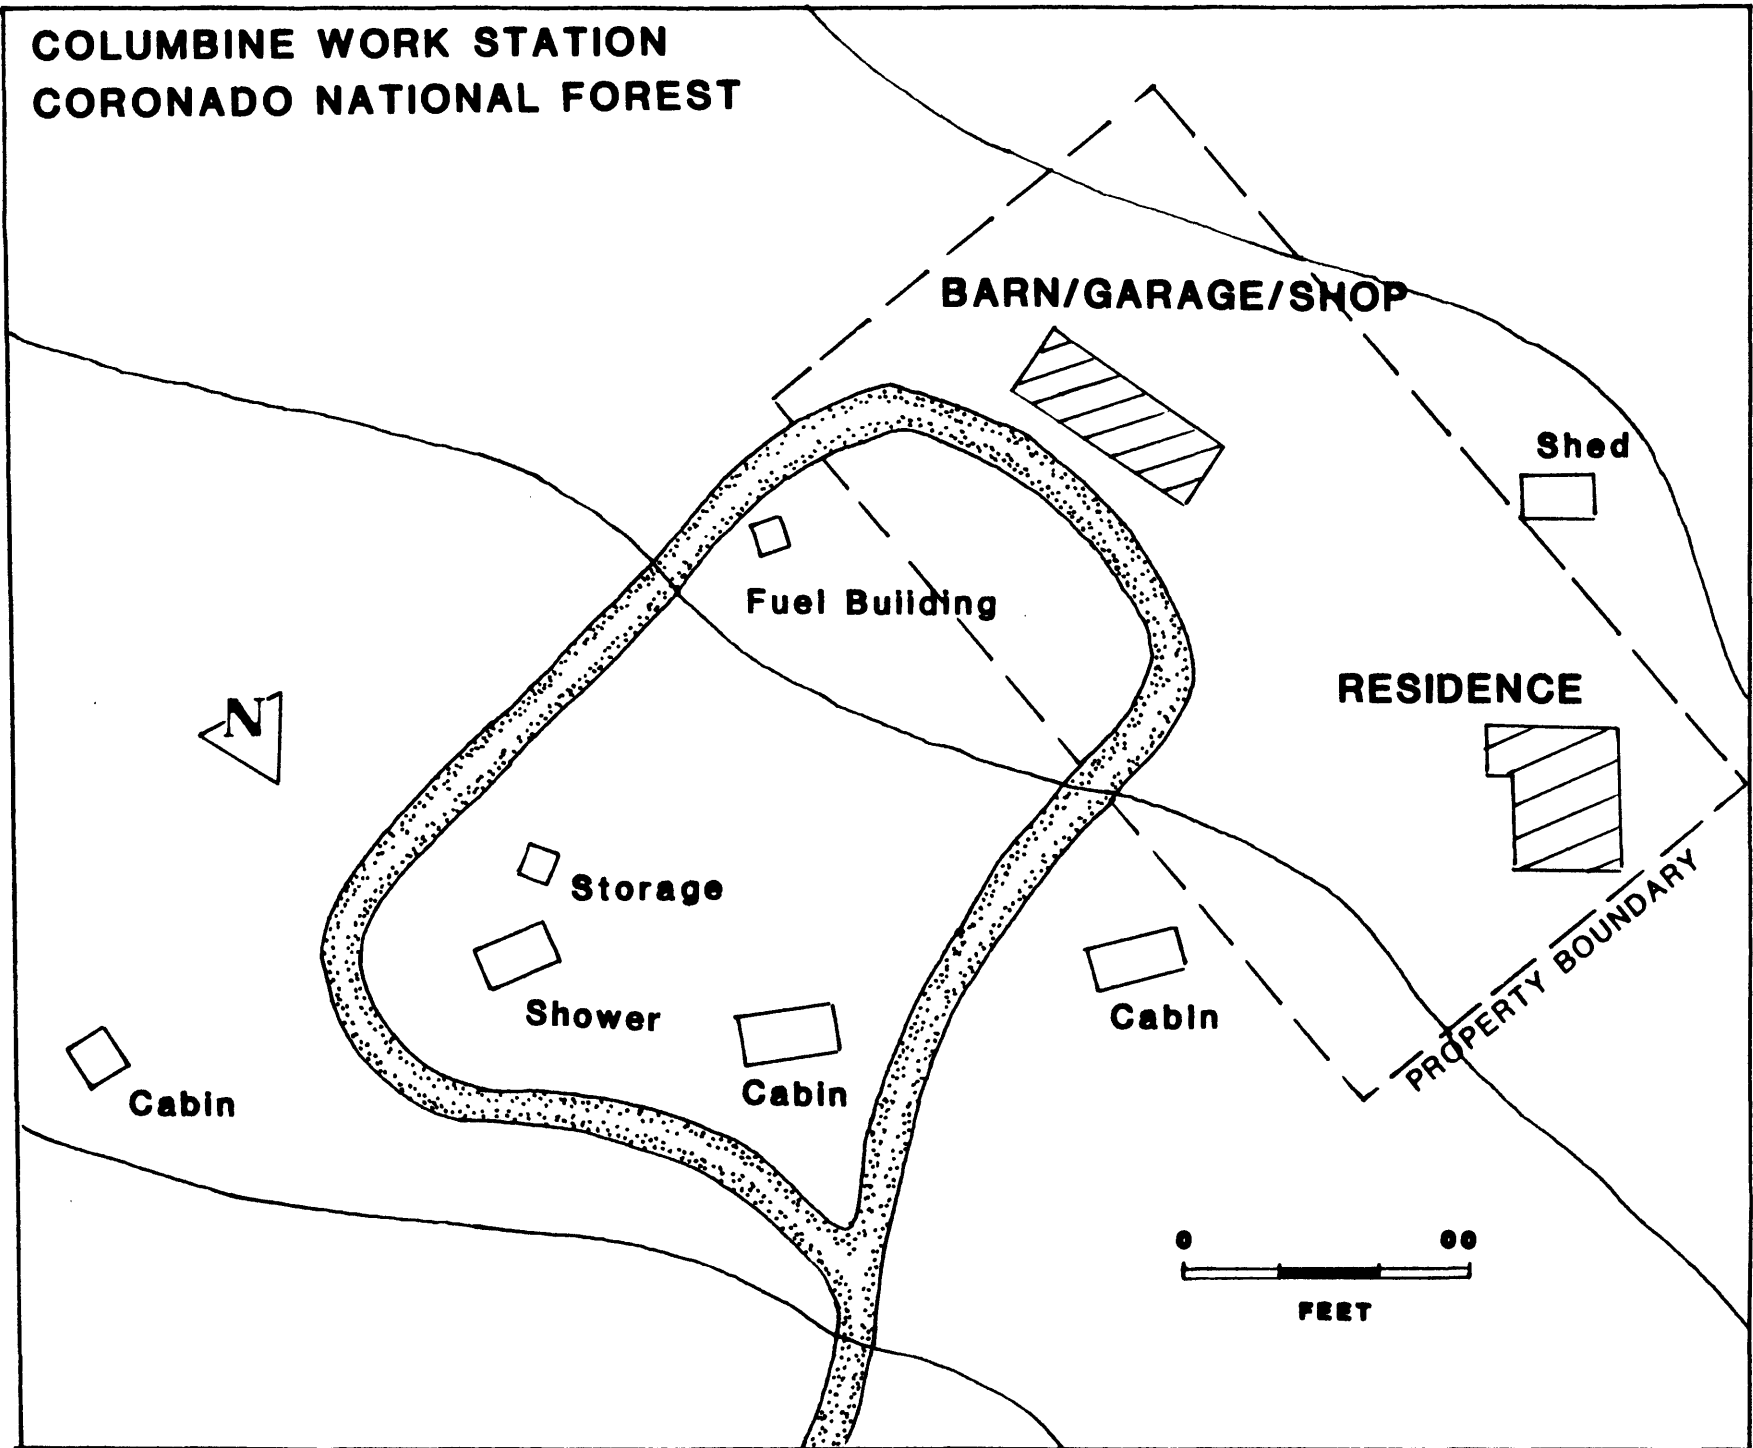 COLUMBINE WORK STATION
CORONADO NATIONAL FOREST
BARN/GARAGE/SHOP
Shed
Fuel Building
RESIDENCE
N
Storage
PROPERTY BOUNDARY
Shower
Cabin
Cabin
Cabin
0 00
FEET